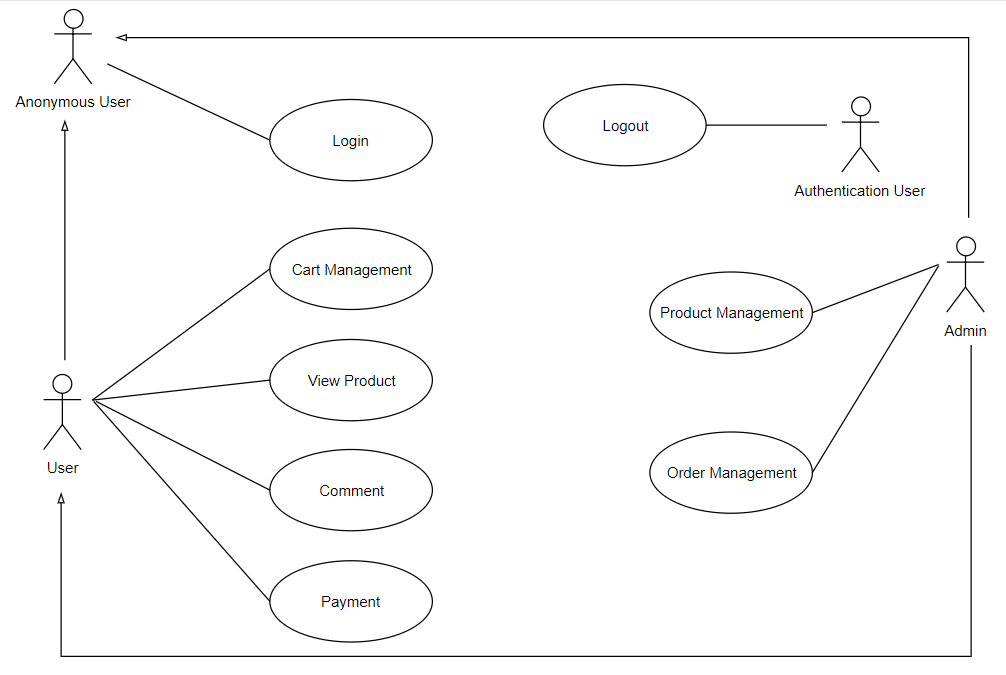 Anonymous User
Login
Logout
Authentication User
Cart Management
Product Management
Admin
View Product
User
Order Management
Comment
Payment